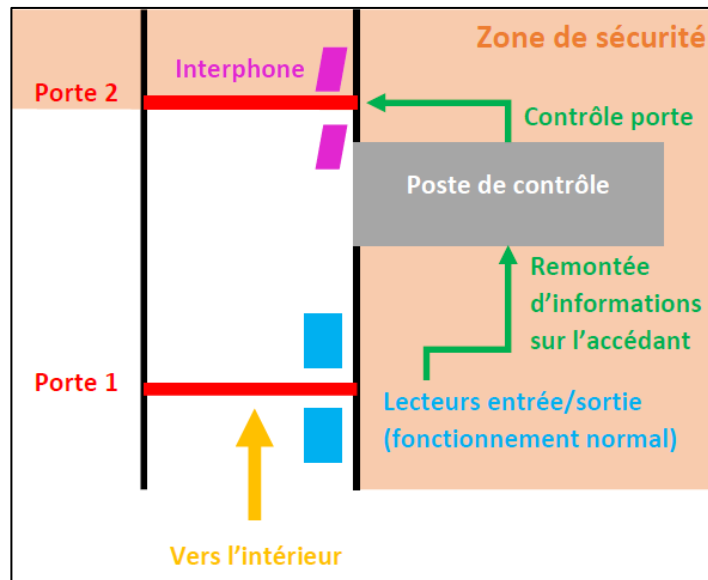 Zone de sécurité
Interphone
Porte 2
Contrôle porte
Poste de contrôle
Remontée
d'informations
sur l'accédant
Porte 1
Lecteurs entrée/sortie
(fonctionnement normal)
Vers l'intérieur